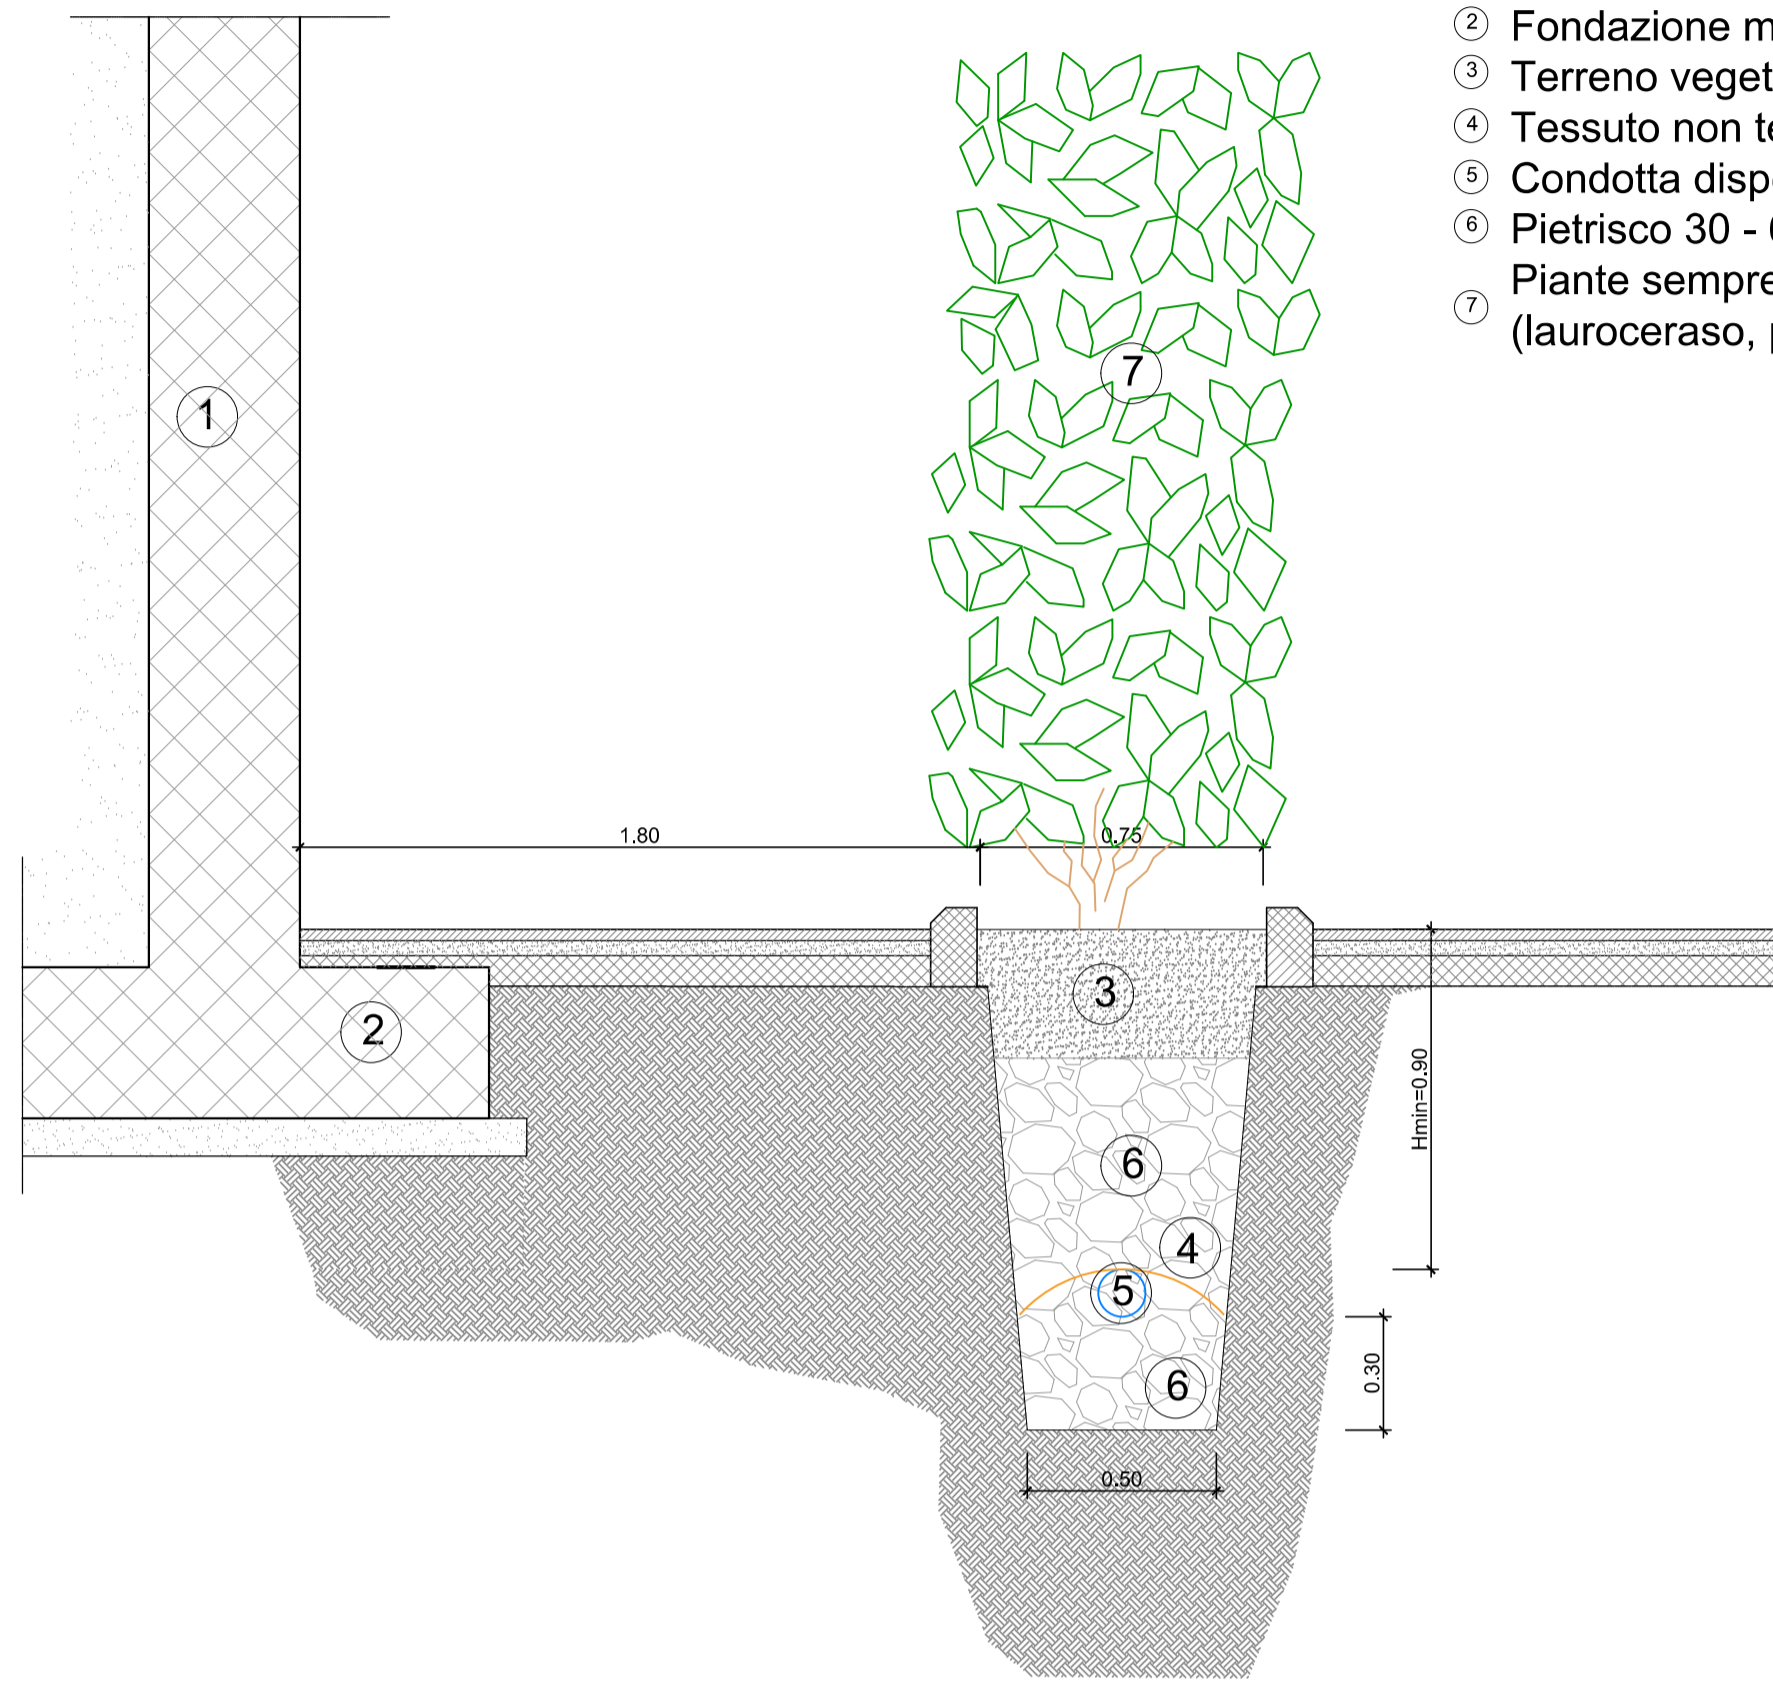 ② Fondazione m
③ Terreno veget
④ Tessuto non te
⑤ Condotta disp
⑥ Pietrisco 30 -
Piante sempre
⑦ (lauroceraso,
7
1
1.80
0.75
3
2
Hmin=0.90
6
4
5
0.30
6
0.50